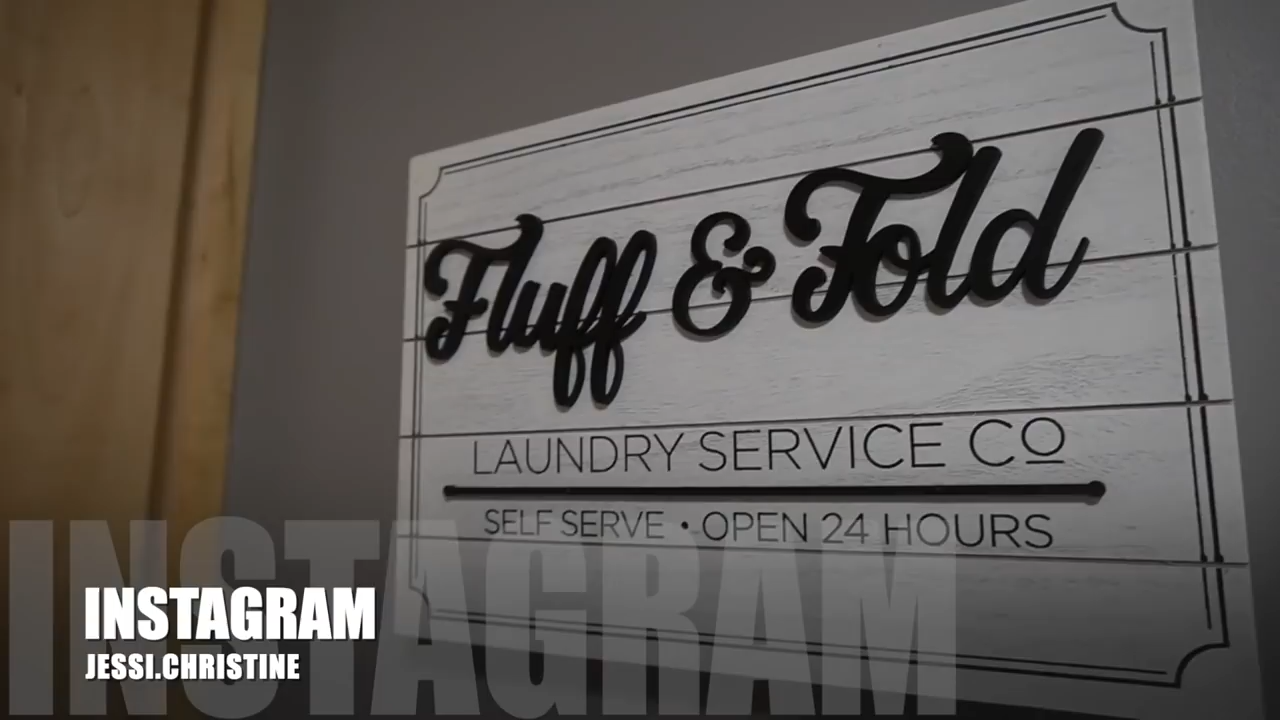 Fluff & Fold
LAUNDRY SERVICE CO
SELF SERVE • OPEN 24 HOURS
INSTAGRAM
INSTAGRAM
JESSI.CHRISTINE